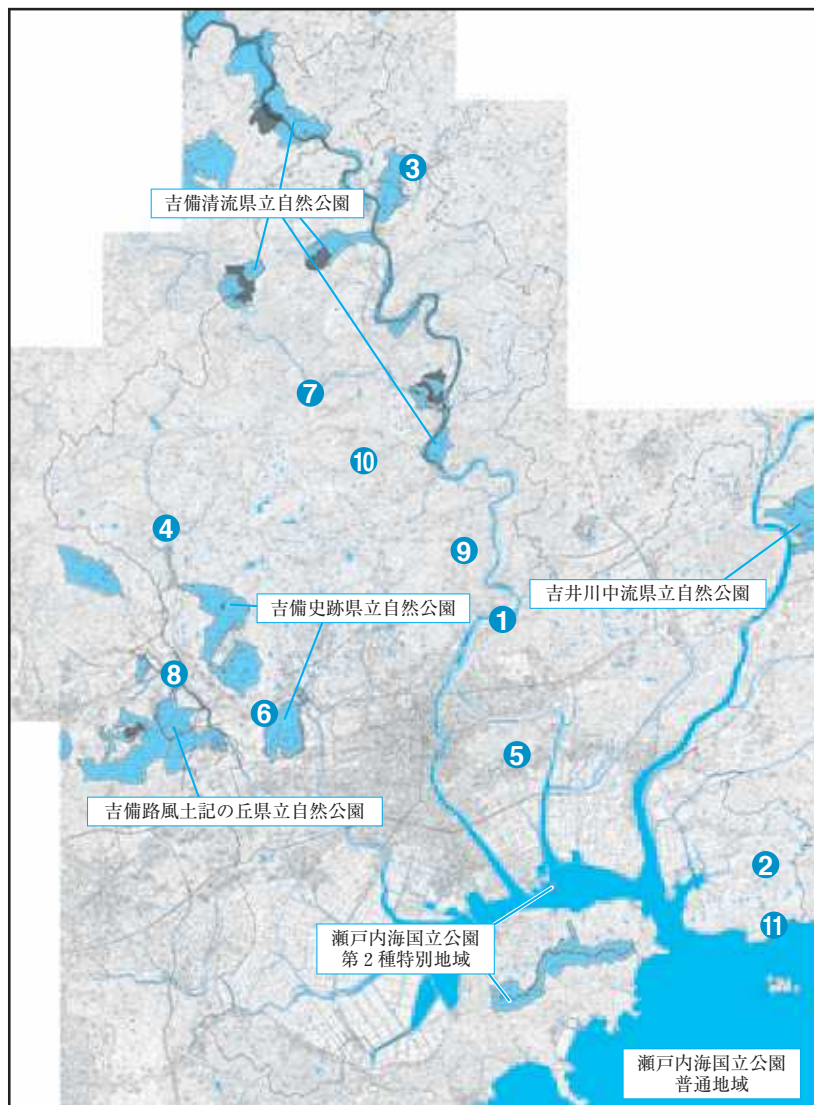 3
吉備清流県立自然公園
7
10
4
9
吉井川中流県立自然公園
吉備史跡県立自然公園
1
8
6
5
吉備路風土記の丘県立自然公園
2
11
瀬戸内海国立公園
第2種特別地域
瀬戸内海国立公園
普通地域